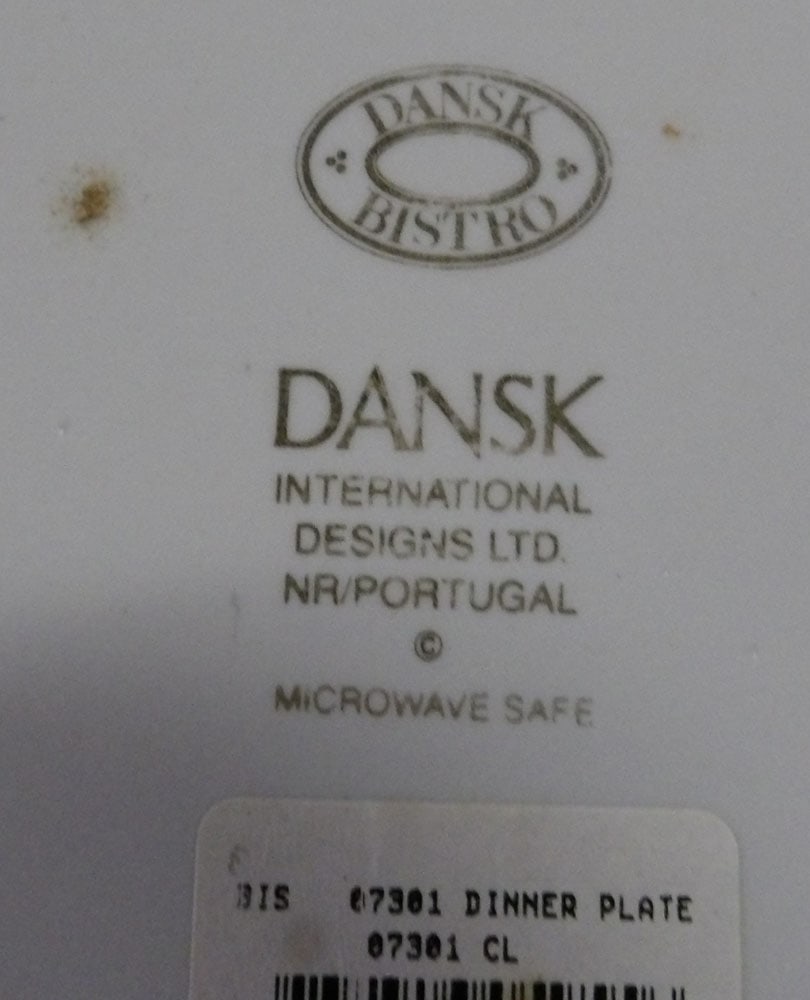 DANSK
BISTRO
DANSK
INTERNATIONAL
DESIGNS LTD.
NR/PORTUGAL
©
MICROWAVE SAFE
BIS 07301 DINNER PLATE
07301 CL